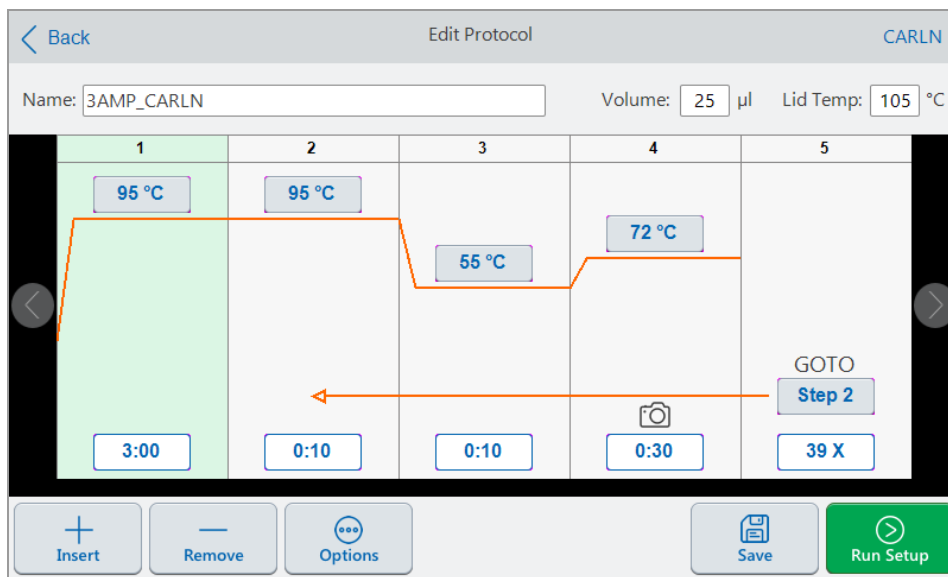 Back Edit Protocol CARLN
Name: 3AMP_CARLN Volume: 25 µl Lid Temp: 105 °C
1 2 3 4 5
95 °C 95 °C
72 °C
55 °C
GOTO
Step 2
3:00 0:10 0:10 0:30 39 X
Insert Remove Options Save Run Setup